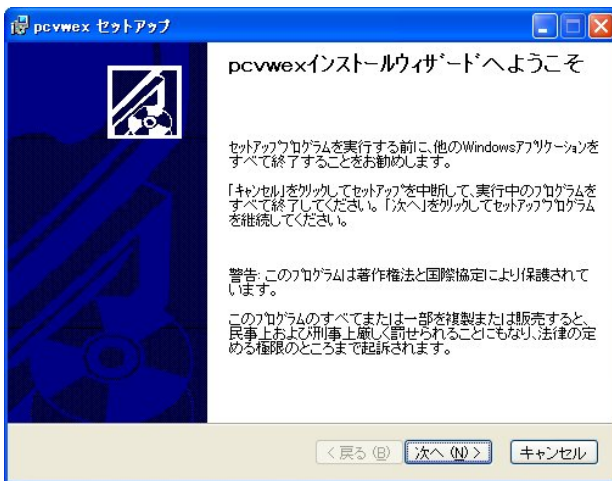 pcvwex セットアップ
pcvwexインストールウィザードへようこそ
セットアッププログラムを実行する前に、他のWindowsアプリケーションを
すべて終了することをお勧めします。
「キャンセル」をクリックしてセットアップを中断して、実行中のプログラムを
すべて終了してください。「次へ」をクリックしてセットアッププログラム
を継続してください。
警告: このプログラムは著作権法と国際協定により保護されて
います。
このプログラムのすべてまたは一部を複製または販売すると、
民事上および刑事上厳しく罰せられることにもなり、法律の定
める極限のところまで起訴されます。
< 戻る (B)
次へ (N) >
キャンセル